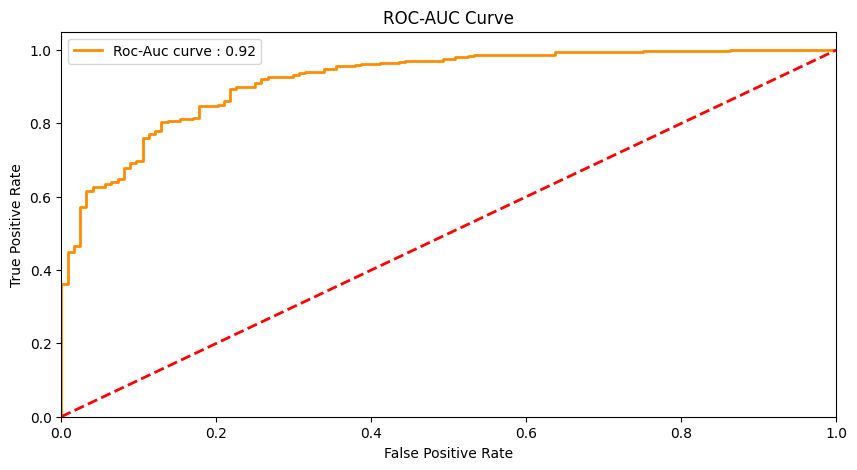 ROC-AUC Curve
Roc-Auc curve : 0.92
1.0
0.8
0.6
0.4
0.2
0.0
True Positive Rate
0.0 0.2 0.4 0.6 0.8 1.0
False Positive Rate